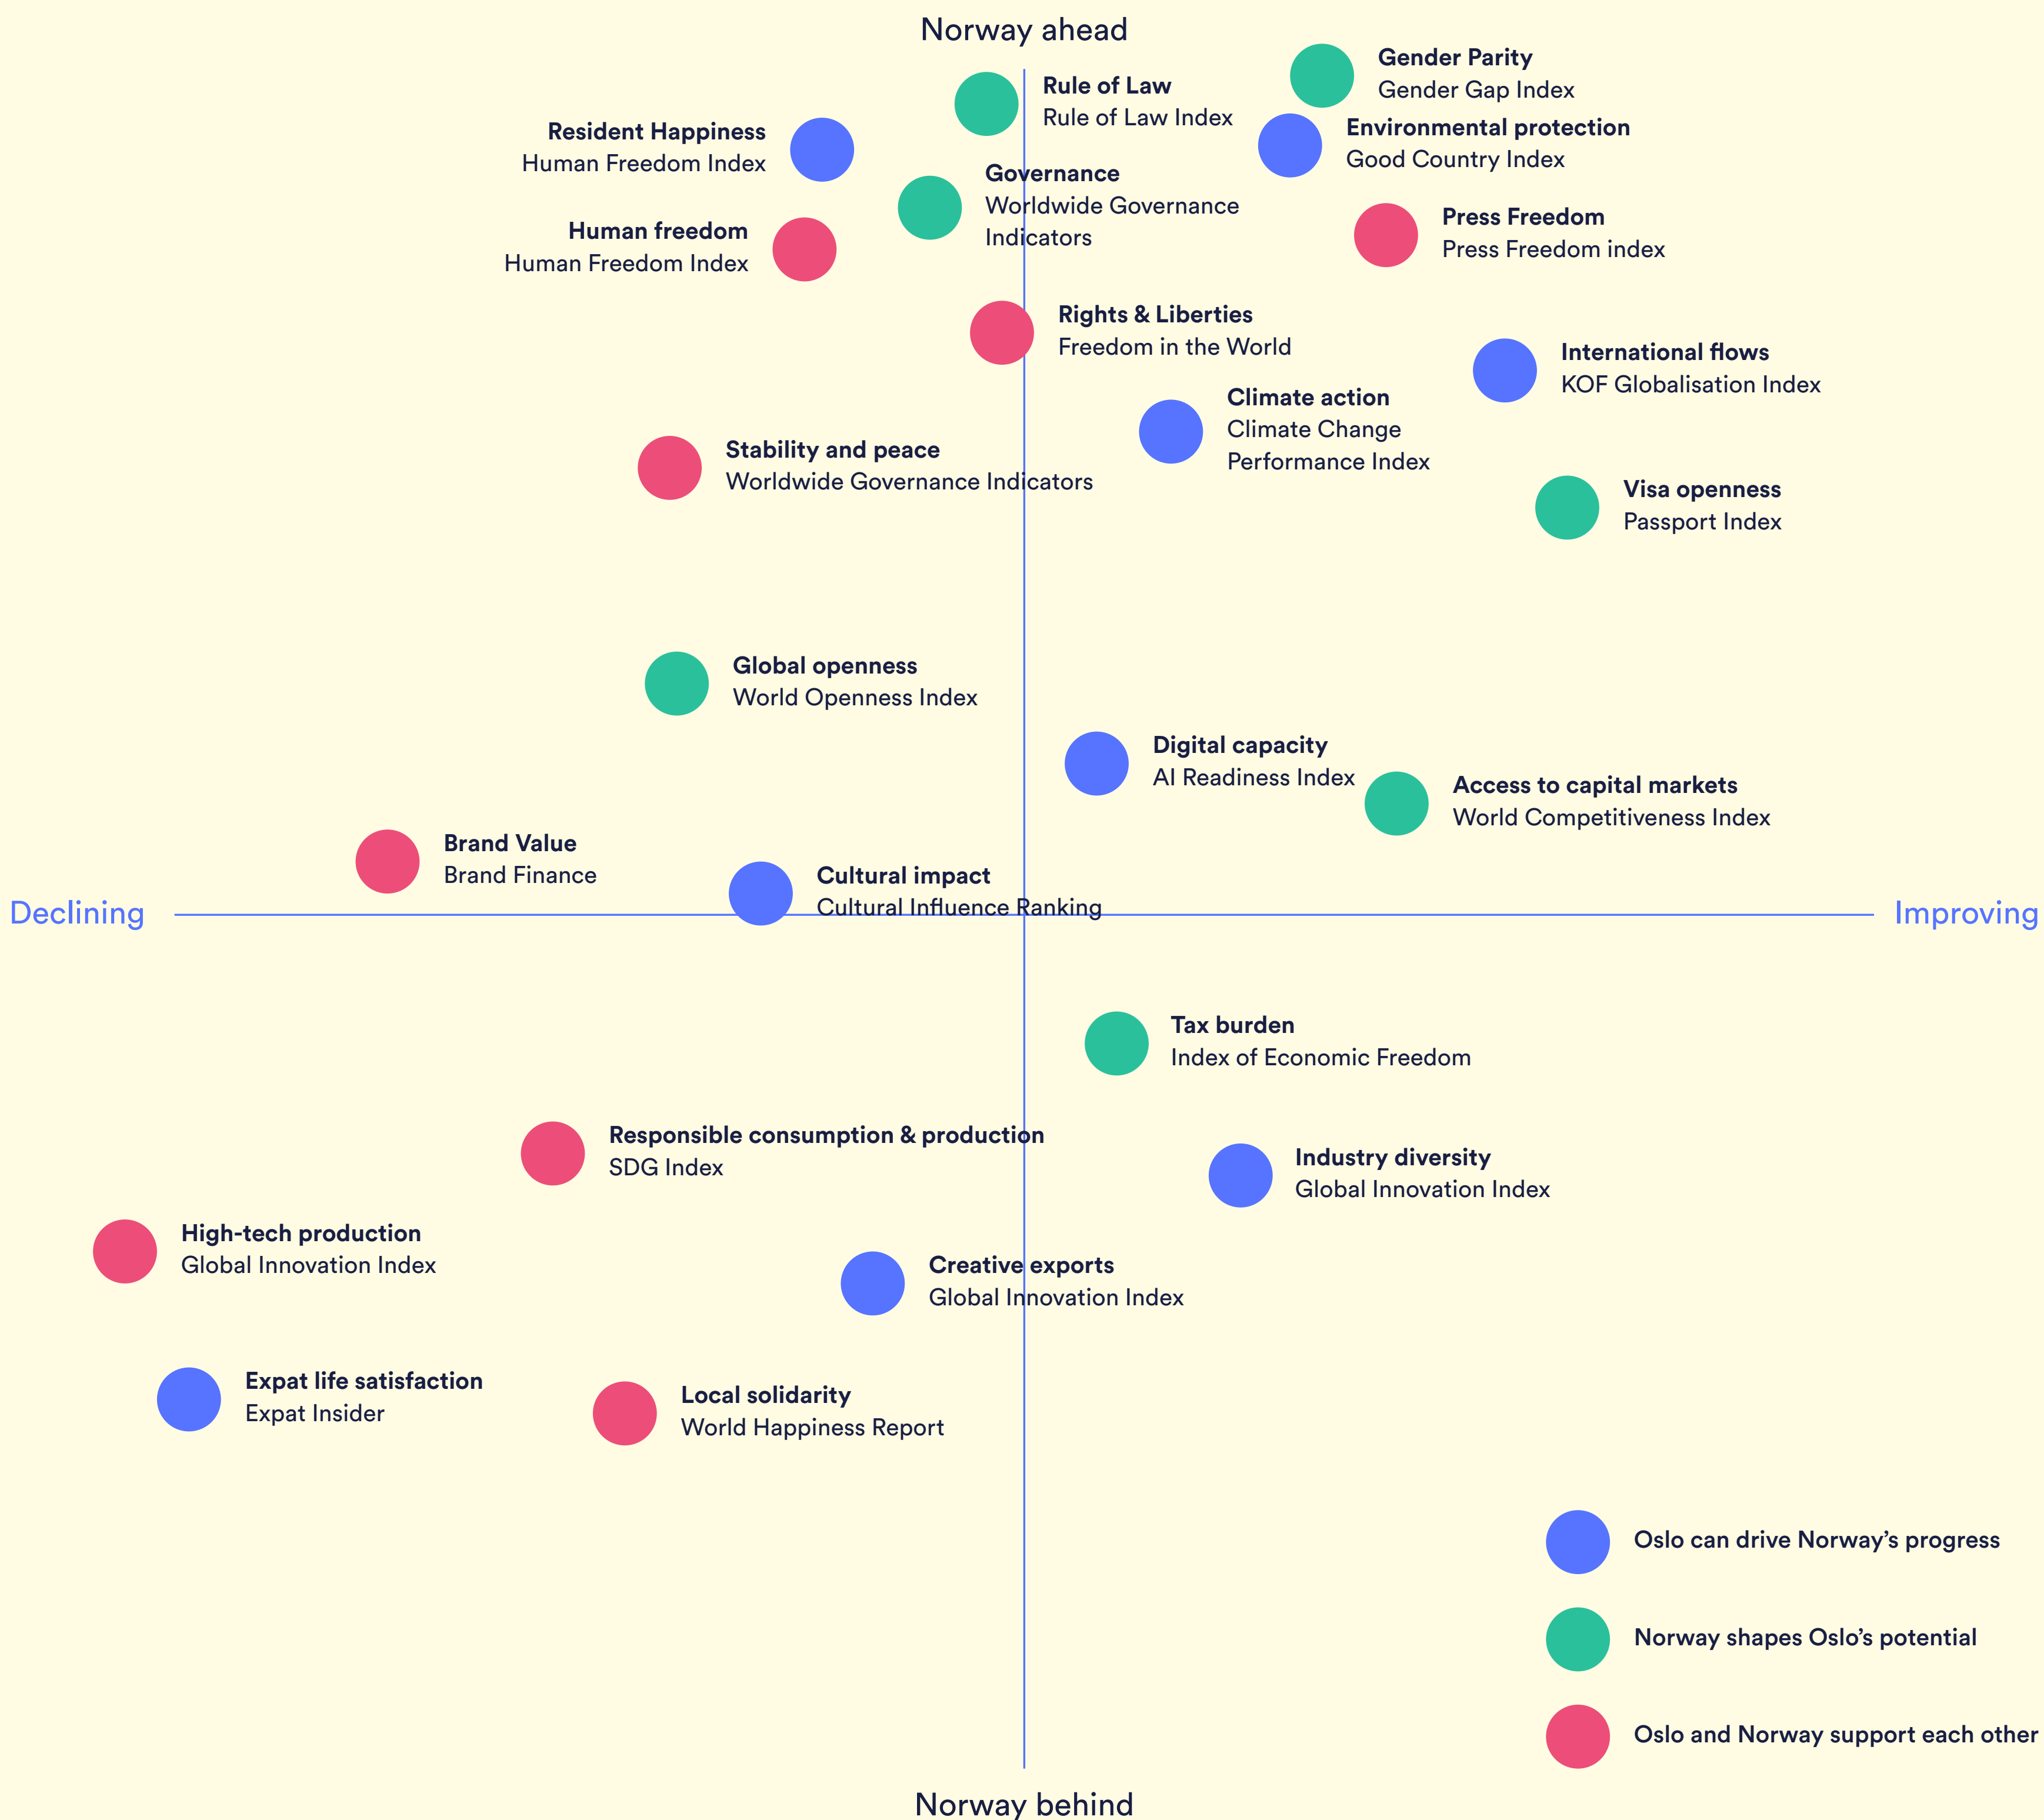 Norway ahead
Gender Parity
Gender Gap Index
Rule of Law
Rule of Law Index
Resident Happiness
Human Freedom Index
Environmental protection
Good Country Index
Governance
Worldwide Governance
Indicators
Human freedom
Human Freedom Index
Press Freedom
Press Freedom index
Rights & Liberties
Freedom in the World
International flows
KOF Globalisation Index
Climate action
Climate Change
Performance Index
Stability and peace
Worldwide Governance Indicators
Visa openness
Passport Index
Global openness
World Openness Index
Digital capacity
AI Readiness Index
Access to capital markets
World Competitiveness Index
Brand Value
Brand Finance
Cultural impact
Cultural Influence Ranking
Declining
Improving
Tax burden
Index of Economic Freedom
Responsible consumption & production
SDG Index
Industry diversity
Global Innovation Index
High-tech production
Global Innovation Index
Creative exports
Global Innovation Index
Expat life satisfaction
Expat Insider
Local solidarity
World Happiness Report
Oslo can drive Norway’s progress
Norway shapes Oslo’s potential
Oslo and Norway support each other
Norway behind